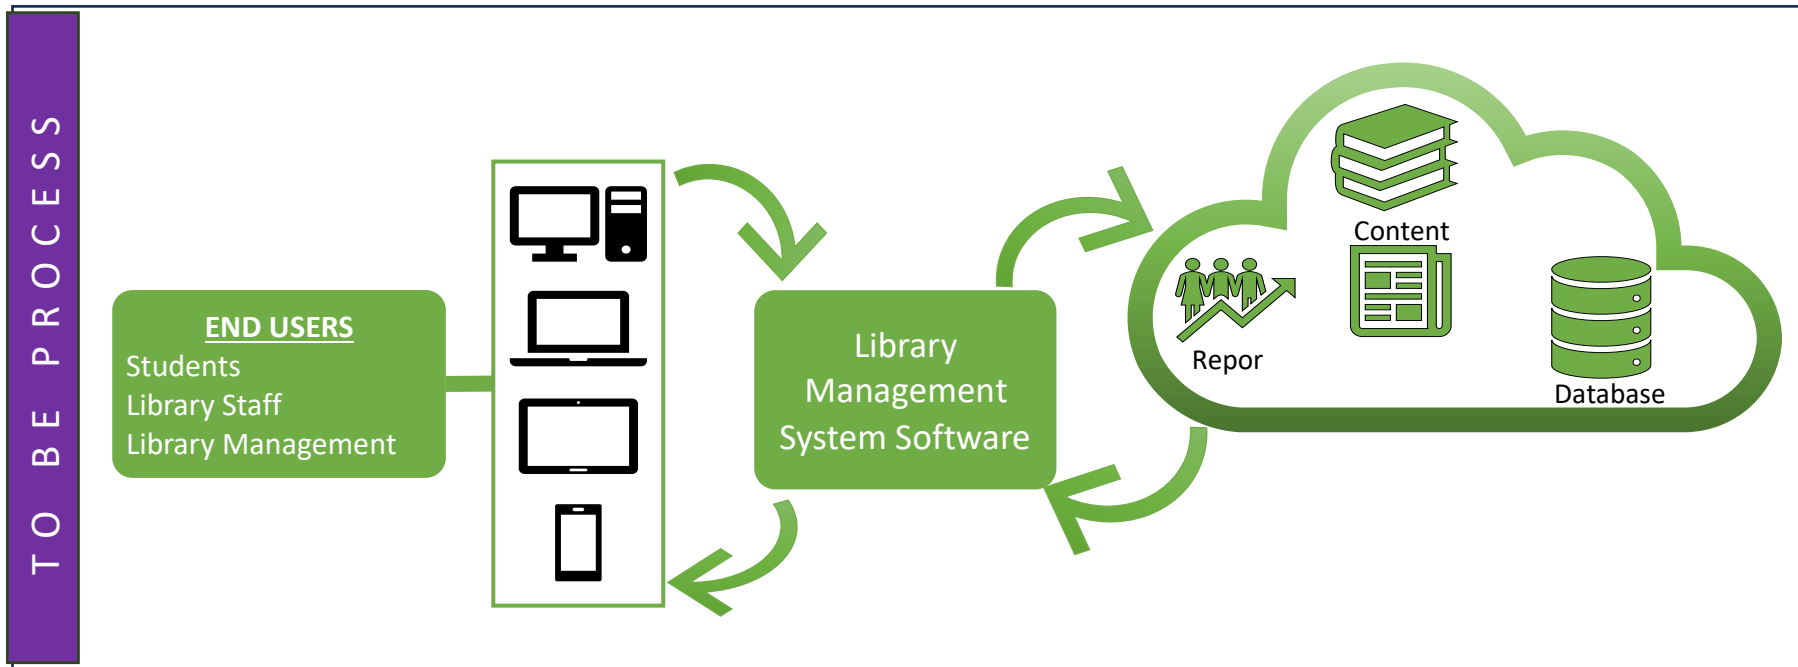 TO BE PROCESS
END USERS
Students
Library Staff
Library Management
Library
Management
System Software
Content
Repor
Database